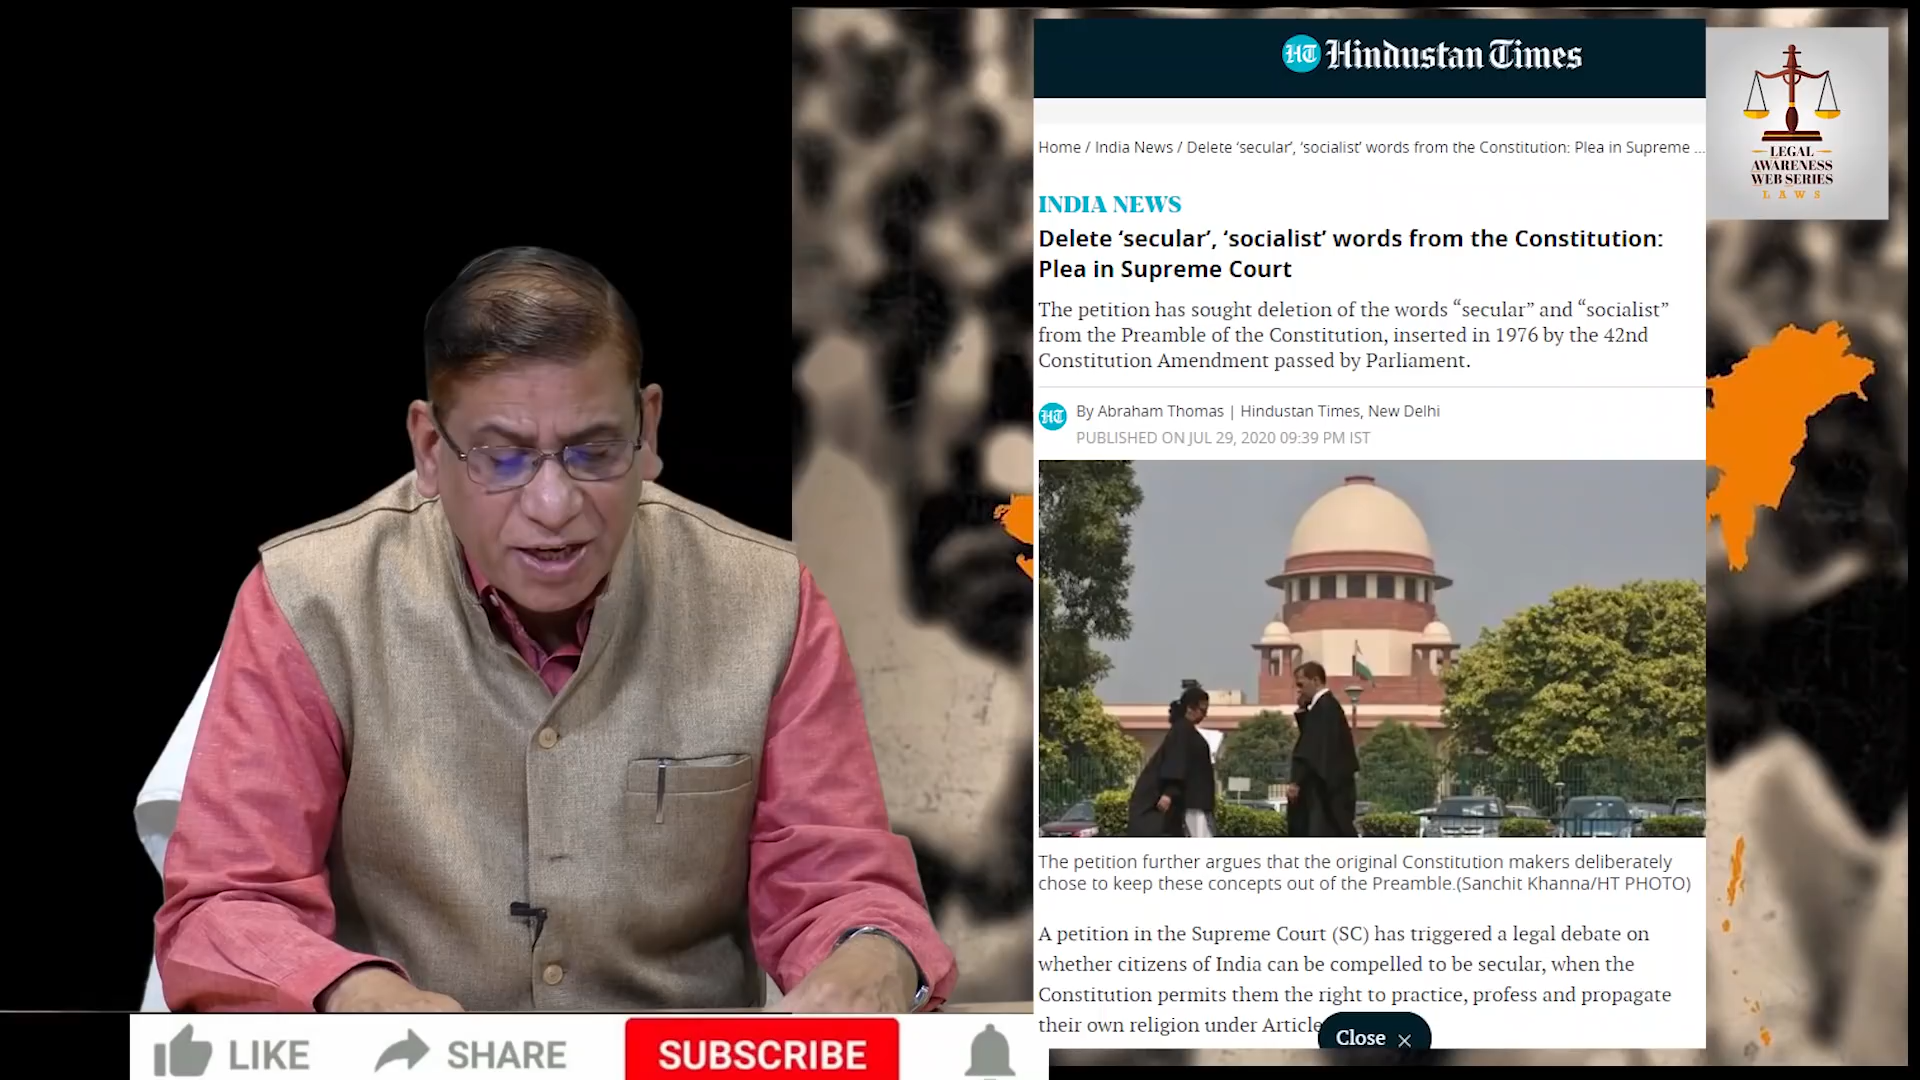 HT Hindustan Times
Home / India News / Delete ‘secular’, ‘socialist’ words from the Constitution: Plea in Supreme ...
INDIA NEWS
Delete ‘secular’, ‘socialist’ words from the Constitution:
Plea in Supreme Court
The petition has sought deletion of the words “secular” and “socialist”
from the Preamble of the Constitution, inserted in 1976 by the 42nd
Constitution Amendment passed by Parliament.
HT
By Abraham Thomas | Hindustan Times, New Delhi
PUBLISHED ON JUL 29, 2020 09:39 PM IST
The petition further argues that the original Constitution makers deliberately
chose to keep these concepts out of the Preamble.(Sanchit Khanna/HT PHOTO)
A petition in the Supreme Court (SC) has triggered a legal debate on
whether citizens of India can be compelled to be secular, when the
Constitution permits them the right to practice, profess and propagate
their own religion under Article
Close ×
LEGAL
AWARENESS
WEB SERIES
LAWS
LIKE
SHARE
SUBSCRIBE